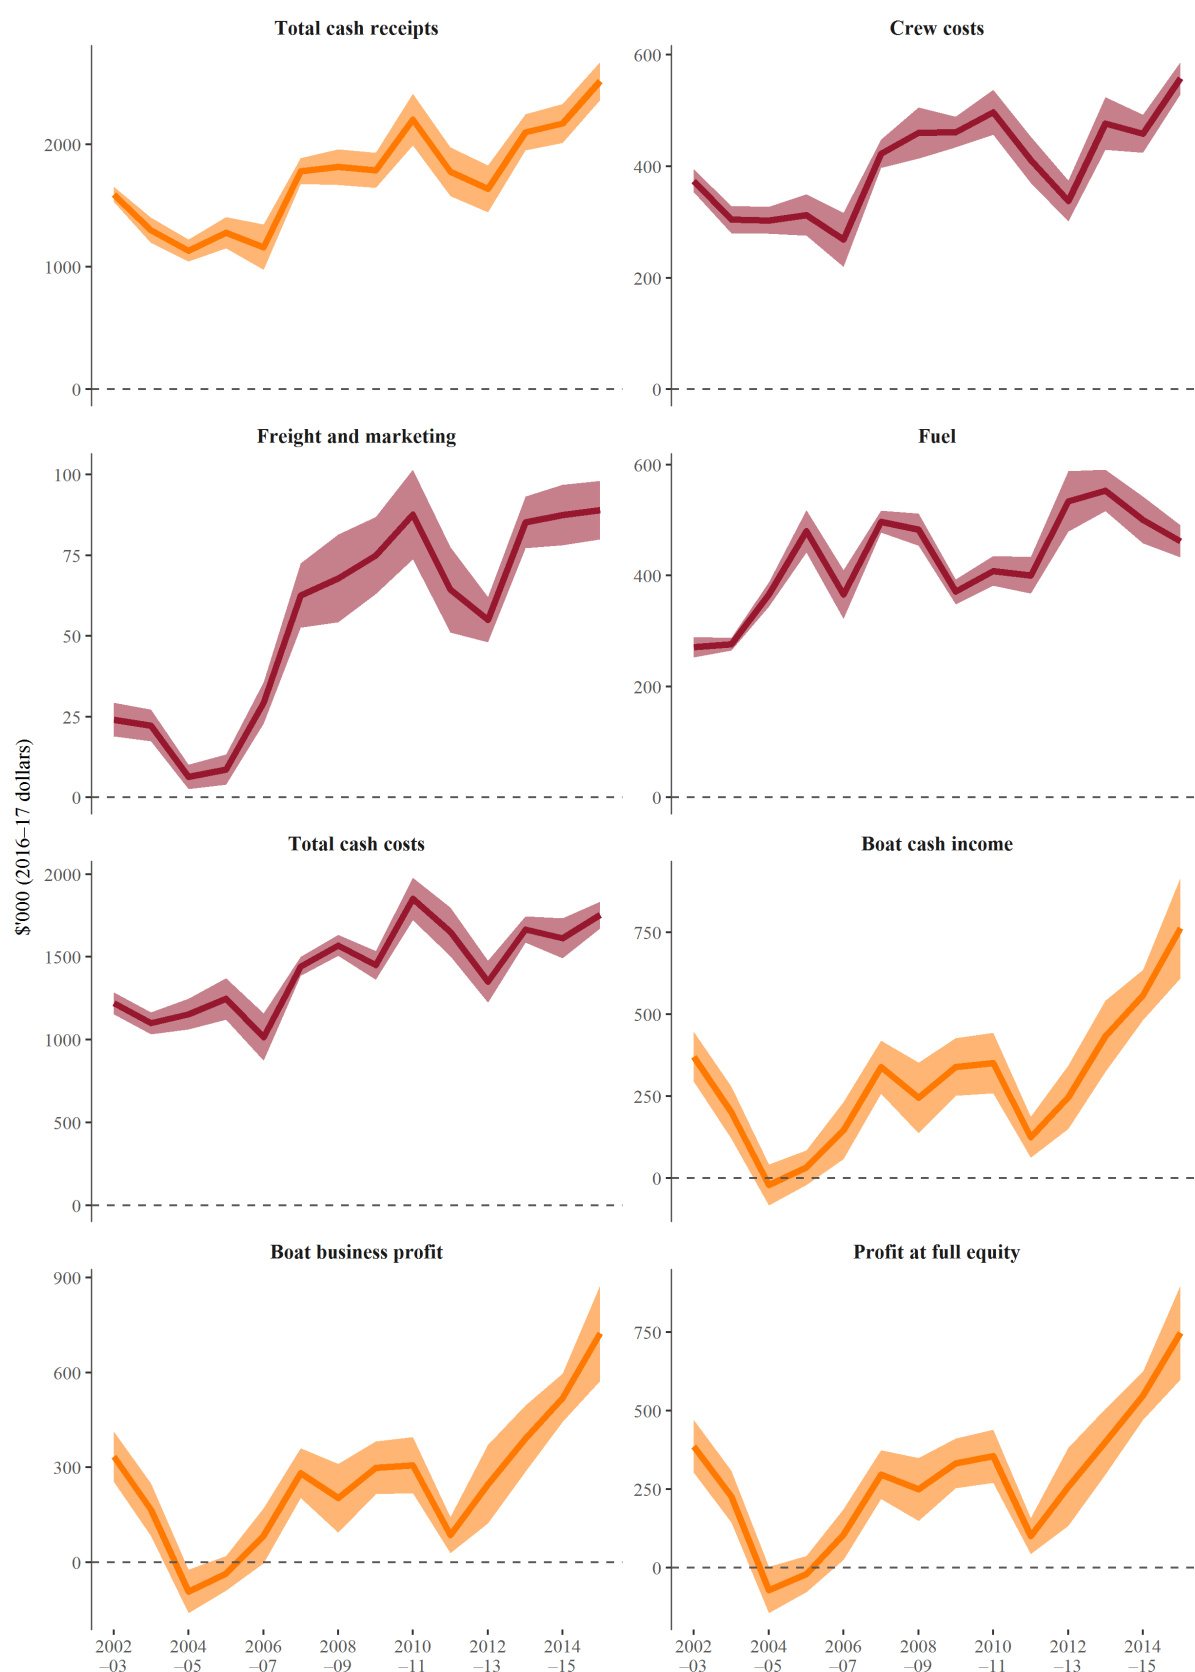 Total cash receipts
Crew costs
2000
1000
0
600
400
200
0
Freight and marketing
Fuel
100
75
50
25
0
600
400
200
0
$'000 (2016–17 dollars)
Total cash costs
Boat cash income
2000
1500
1000
500
0
750
500
250
0
Boat business profit
Profit at full equity
900
600
300
0
750
500
250
0
2002 2004 2006 2008 2010 2012 2014
–03 –05 –07 –09 –11 –13 –15
2002 2004 2006 2008 2010 2012 2014
–03 –05 –07 –09 –11 –13 –15